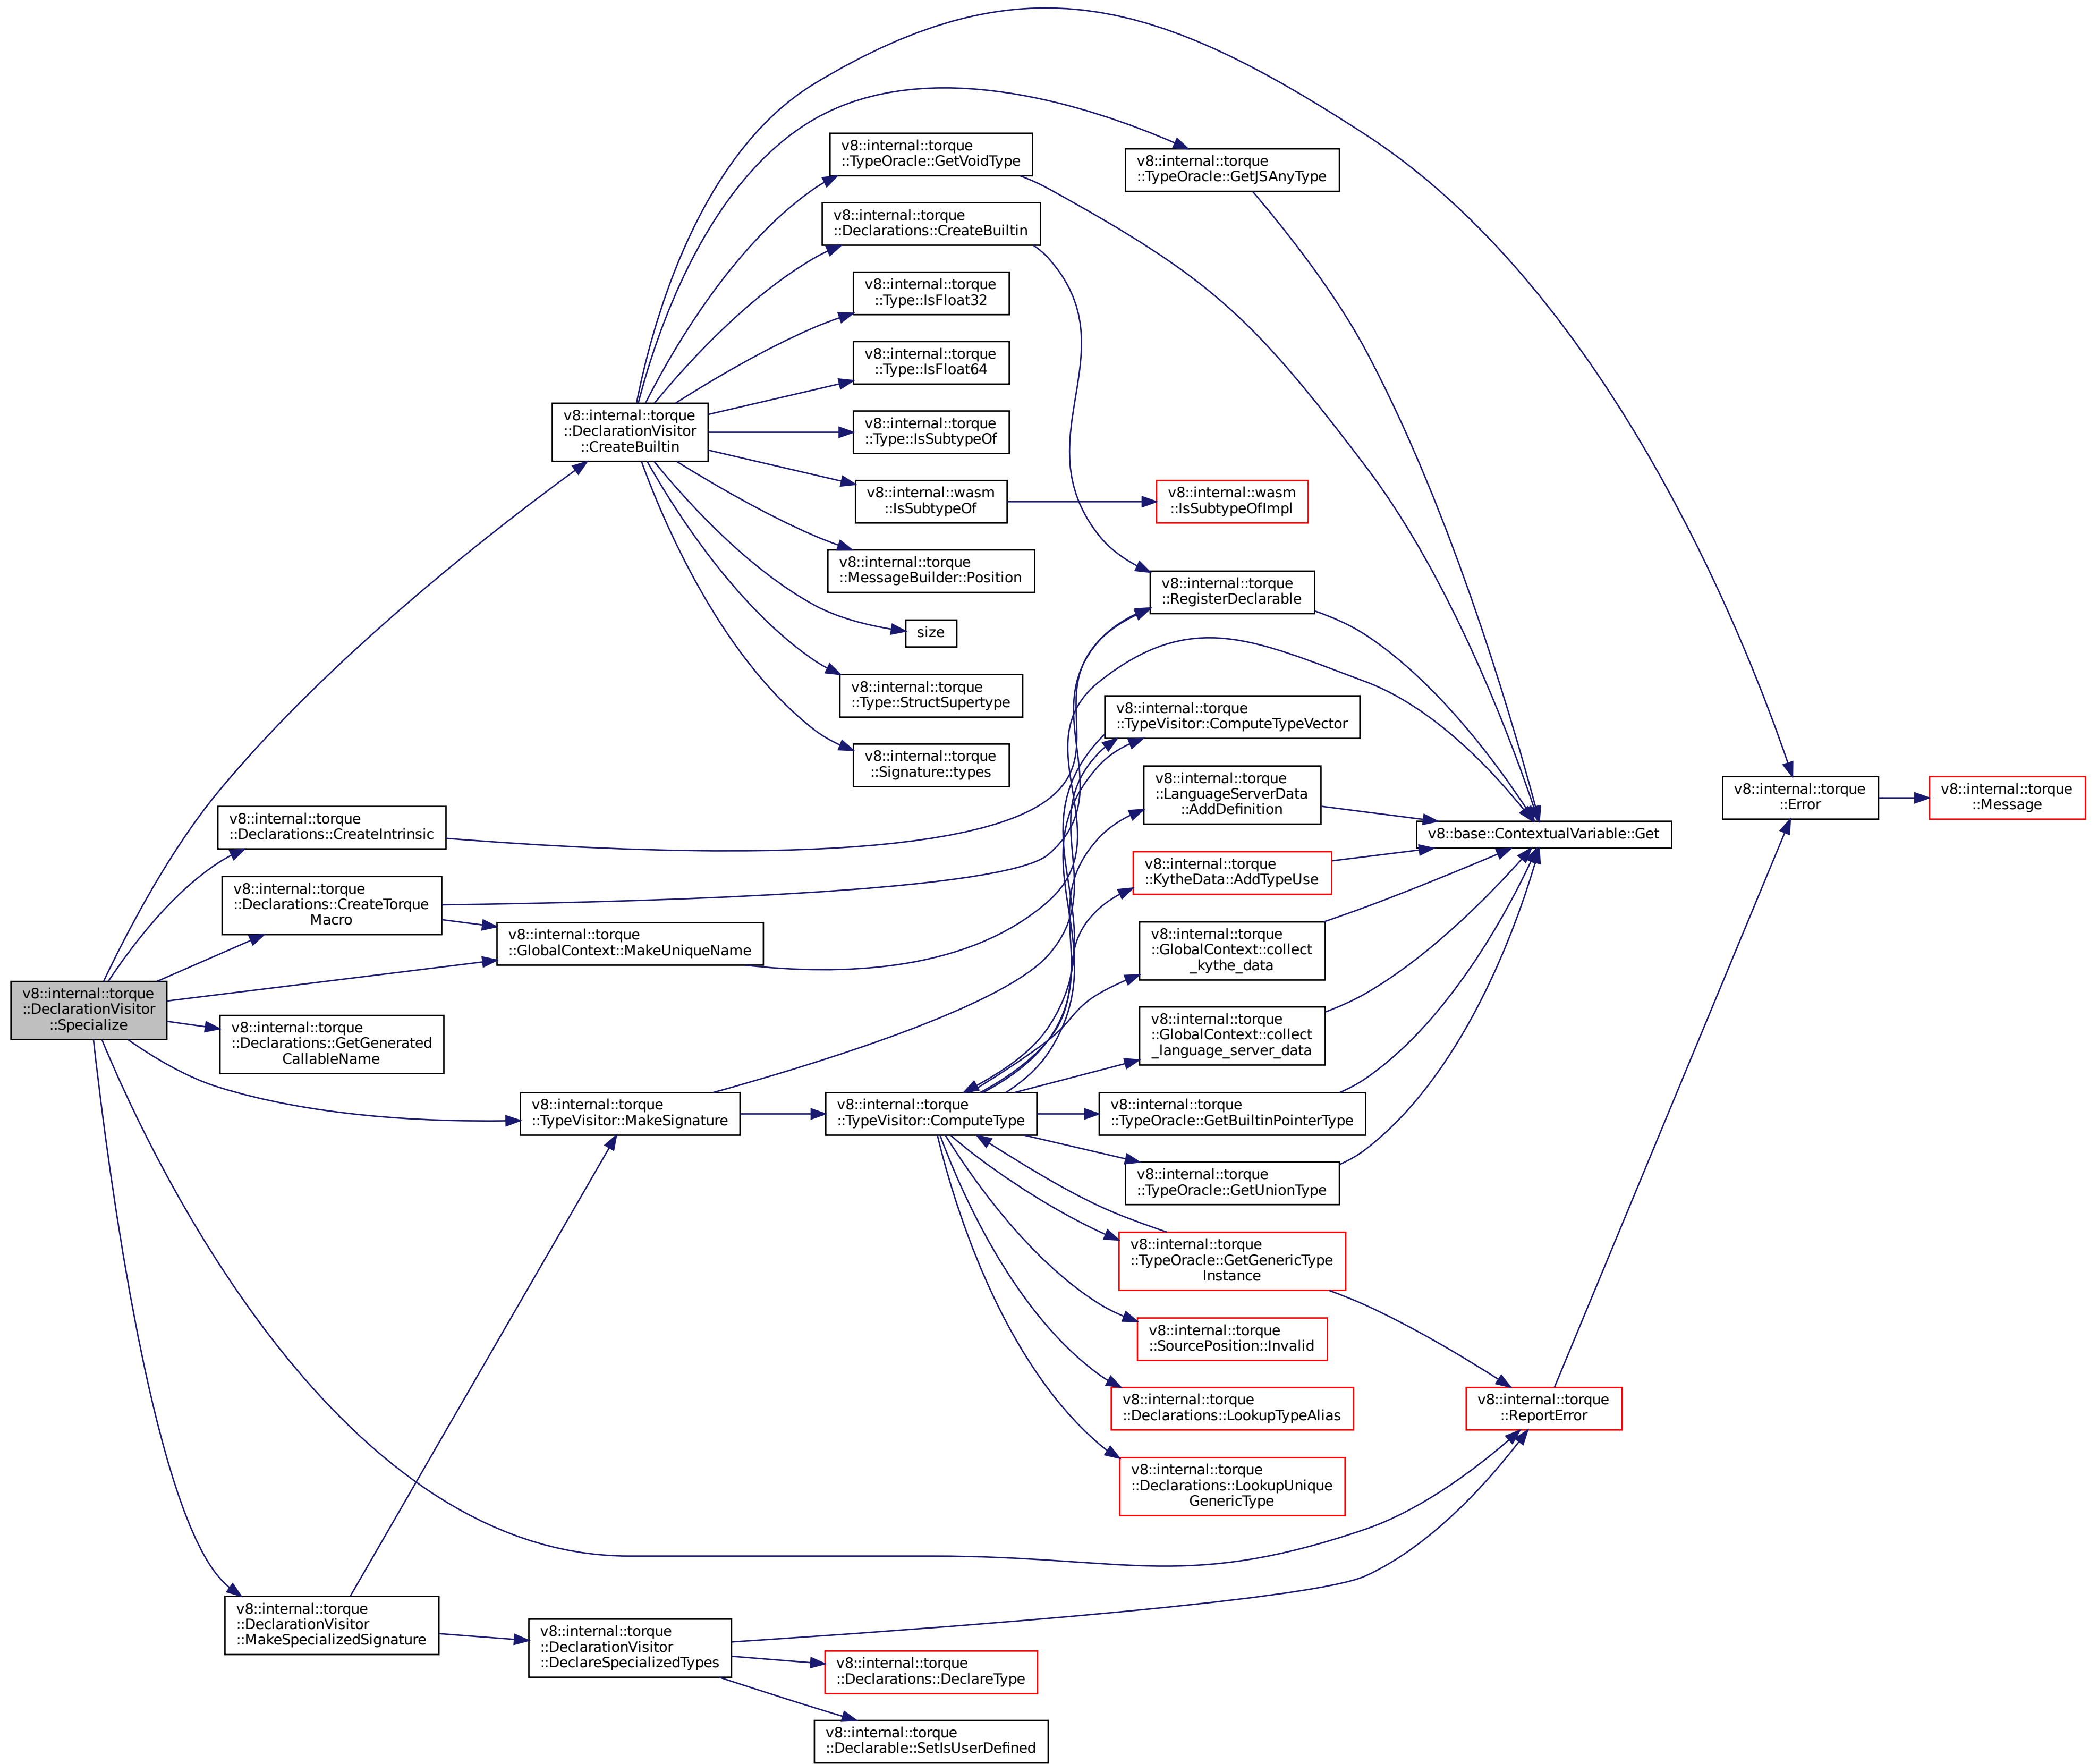 v8::internal::torque
::DeclarationVisitor
::Specialize
v8::internal::torque
::DeclarationVisitor
::CreateBuiltin
v8::internal::torque
::Declarations::CreateIntrinsic
v8::internal::torque
::Declarations::CreateTorque
Macro
v8::internal::torque
::GlobalContext::MakeUniqueName
v8::internal::torque
::Declarations::GetGenerated
CallableName
v8::internal::torque
::TypeVisitor::MakeSignature
v8::internal::torque
::DeclarationVisitor
::MakeSpecializedSignature
v8::internal::torque
::DeclarationVisitor
::DeclareSpecializedTypes
v8::internal::torque
::TypeOracle::GetVoidType
v8::internal::torque
::Declarations::CreateBuiltin
v8::internal::torque
::Type::IsFloat32
v8::internal::torque
::Type::IsFloat64
v8::internal::torque
::Type::IsSubtypeOf
v8::internal::wasm
::IsSubtypeOf
v8::internal::torque
::MessageBuilder::Position
size
v8::internal::torque
::Type::StructSupertype
v8::internal::torque
::Signature::types
v8::internal::torque
::TypeVisitor::ComputeType
v8::internal::torque
::Declarations::DeclareType
v8::internal::torque
::Declarable::SetIsUserDefined
v8::internal::torque
::TypeOracle::GetJSAnyType
v8::internal::wasm
::IsSubtypeOfImpl
v8::internal::torque
::RegisterDeclarable
v8::internal::torque
::TypeVisitor::ComputeTypeVector
v8::internal::torque
::LanguageServerData
::AddDefinition
v8::internal::torque
::KytheData::AddTypeUse
v8::internal::torque
::GlobalContext::collect
_kythe_data
v8::internal::torque
::GlobalContext::collect
_language_server_data
v8::internal::torque
::TypeOracle::GetBuiltinPointerType
v8::internal::torque
::TypeOracle::GetUnionType
v8::internal::torque
::TypeOracle::GetGenericType
Instance
v8::internal::torque
::SourcePosition::Invalid
v8::internal::torque
::Declarations::LookupTypeAlias
v8::internal::torque
::Declarations::LookupUnique
GenericType
v8::base::ContextualVariable::Get
v8::internal::torque
::ReportError
v8::internal::torque
::Error
v8::internal::torque
::Message